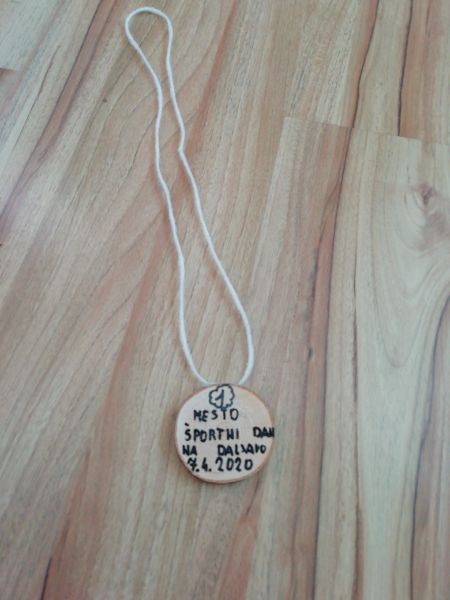 1
MESTO
ŠPORTNI DAN
NA DALJAVO
7.4.2020